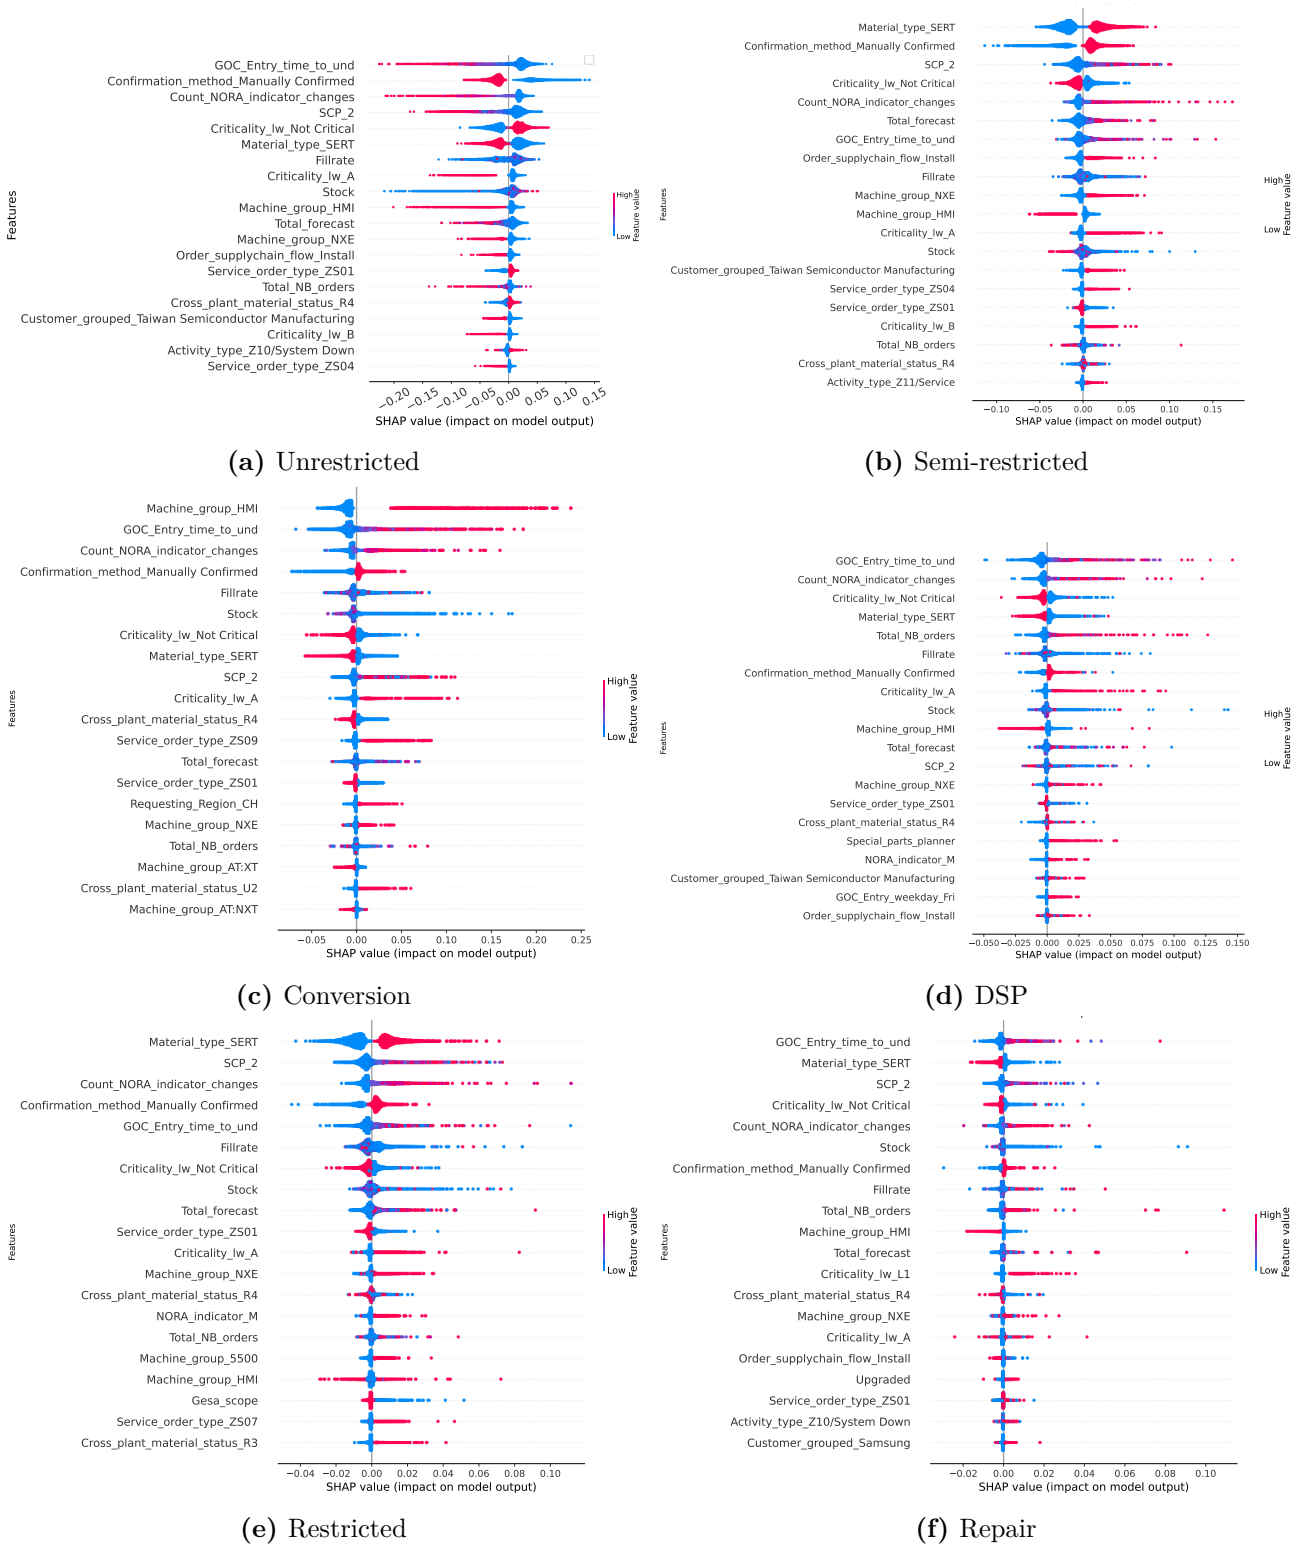 Features
GOC_Entry_time_to_und
Confirmation_method_Manually Confirmed
Count_NORA_indicator_changes
SCP_2
Criticality_lw_Not Critical
Material_type_SERT
Fillrate
Criticality_lw_A
Stock
Machine_group_HMI
Total_forecast
Machine_group_NXE
Order_supplychain_flow_Install
Service_order_type_ZS01
Total_NB_orders
Cross_plant_material_status_R4
Customer_grouped_Taiwan Semiconductor Manufacturing
Criticality_lw_B
Activity_type_Z10/System Down
Service_order_type_ZS04
−0.20 −0.15 −0.10 −0.05 0.00 0.05 0.10 0.15
SHAP value (impact on model output)
High
Low
Feature value
(a) Unrestricted
Features
Material_type_SERT
Confirmation_method_Manually Confirmed
SCP_2
Criticality_lw_Not Critical
Count_NORA_indicator_changes
Total_forecast
GOC_Entry_time_to_und
Order_supplychain_flow_Install
Fillrate
Machine_group_NXE
Machine_group_HMI
Criticality_lw_A
Stock
Customer_grouped_Taiwan Semiconductor Manufacturing
Service_order_type_ZS04
Service_order_type_ZS01
Criticality_lw_B
Total_NB_orders
Cross_plant_material_status_R4
Activity_type_Z11/Service
−0.10 −0.05 0.00 0.05 0.10 0.15
SHAP value (impact on model output)
High
Low
Feature value
(b) Semi-restricted
Features
Machine_group_HMI
GOC_Entry_time_to_und
Count_NORA_indicator_changes
Confirmation_method_Manually Confirmed
Fillrate
Stock
Criticality_lw_Not Critical
Material_type_SERT
SCP_2
Criticality_lw_A
Cross_plant_material_status_R4
Service_order_type_ZS09
Total_forecast
Service_order_type_ZS01
Requesting_Region_CH
Machine_group_NXE
Total_NB_orders
Machine_group_AT:XT
Cross_plant_material_status_U2
Machine_group_AT:NXT
−0.05 0.00 0.05 0.10 0.15 0.20 0.25
SHAP value (impact on model output)
High
Low
Feature value
(c) Conversion
Features
GOC_Entry_time_to_und
Count_NORA_indicator_changes
Criticality_lw_Not Critical
Material_type_SERT
Total_NB_orders
Fillrate
Confirmation_method_Manually Confirmed
Criticality_lw_A
Stock
Machine_group_HMI
Total_forecast
SCP_2
Machine_group_NXE
Service_order_type_ZS01
Cross_plant_material_status_R4
Special_parts_planner
NORA_indicator_M
Customer_grouped_Taiwan Semiconductor Manufacturing
GOC_Entry_weekday_Fri
Order_supplychain_flow_Install
−0.050 −0.025 0.000 0.025 0.050 0.075 0.100 0.125 0.150
SHAP value (impact on model output)
High
Low
Feature value
(d) DSP
Features
Material_type_SERT
SCP_2
Count_NORA_indicator_changes
Confirmation_method_Manually Confirmed
GOC_Entry_time_to_und
Fillrate
Criticality_lw_Not Critical
Stock
Total_forecast
Service_order_type_ZS01
Criticality_lw_A
Machine_group_NXE
Cross_plant_material_status_R4
NORA_indicator_M
Total_NB_orders
Machine_group_5500
Machine_group_HMI
Gesa_scope
Service_order_type_ZS07
Cross_plant_material_status_R3
−0.04 −0.02 0.00 0.02 0.04 0.06 0.08 0.10
SHAP value (impact on model output)
High
Low
Feature value
(e) Restricted
Features
GOC_Entry_time_to_und
Material_type_SERT
SCP_2
Criticality_lw_Not Critical
Count_NORA_indicator_changes
Stock
Confirmation_method_Manually Confirmed
Fillrate
Total_NB_orders
Machine_group_HMI
Total_forecast
Criticality_lw_L1
Cross_plant_material_status_R4
Machine_group_NXE
Criticality_lw_A
Order_supplychain_flow_Install
Upgraded
Service_order_type_ZS01
Activity_type_Z10/System Down
Customer_grouped_Samsung
−0.02 0.00 0.02 0.04 0.06 0.08 0.10
SHAP value (impact on model output)
High
Low
Feature value
(f) Repair